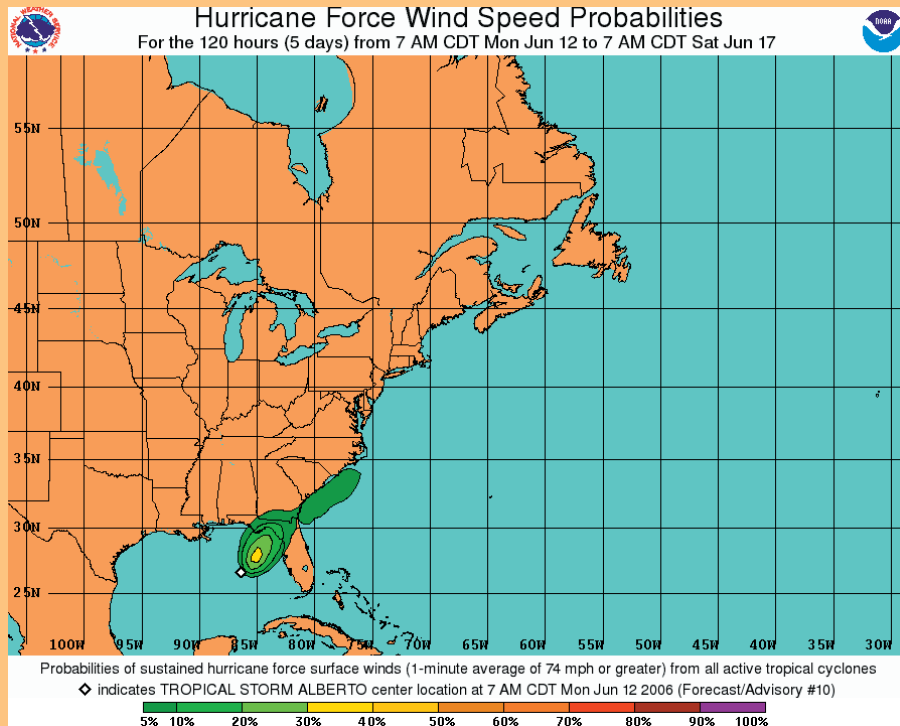 Hurricane Force Wind Speed Probabilities
For the 120 hours (5 days) from 7 AM CDT Mon Jun 12 to 7 AM CDT Sat Jun 17
NATIONAL WEATHER SERVICE
NOAA
55N
50N
45N
40N
35N
30N
25N
100W 95W 90W 85W 80W 75W 70W 65W 60W 55W 50W 45W 40W 35W 30W
Probabilities of sustained hurricane force surface winds (1-minute average of 74 mph or greater) from all active tropical cyclones
◇ indicates TROPICAL STORM ALBERTO center location at 7 AM CDT Mon Jun 12 2006 (Forecast/Advisory #10)
5% 10% 20% 30% 40% 50% 60% 70% 80% 90% 100%